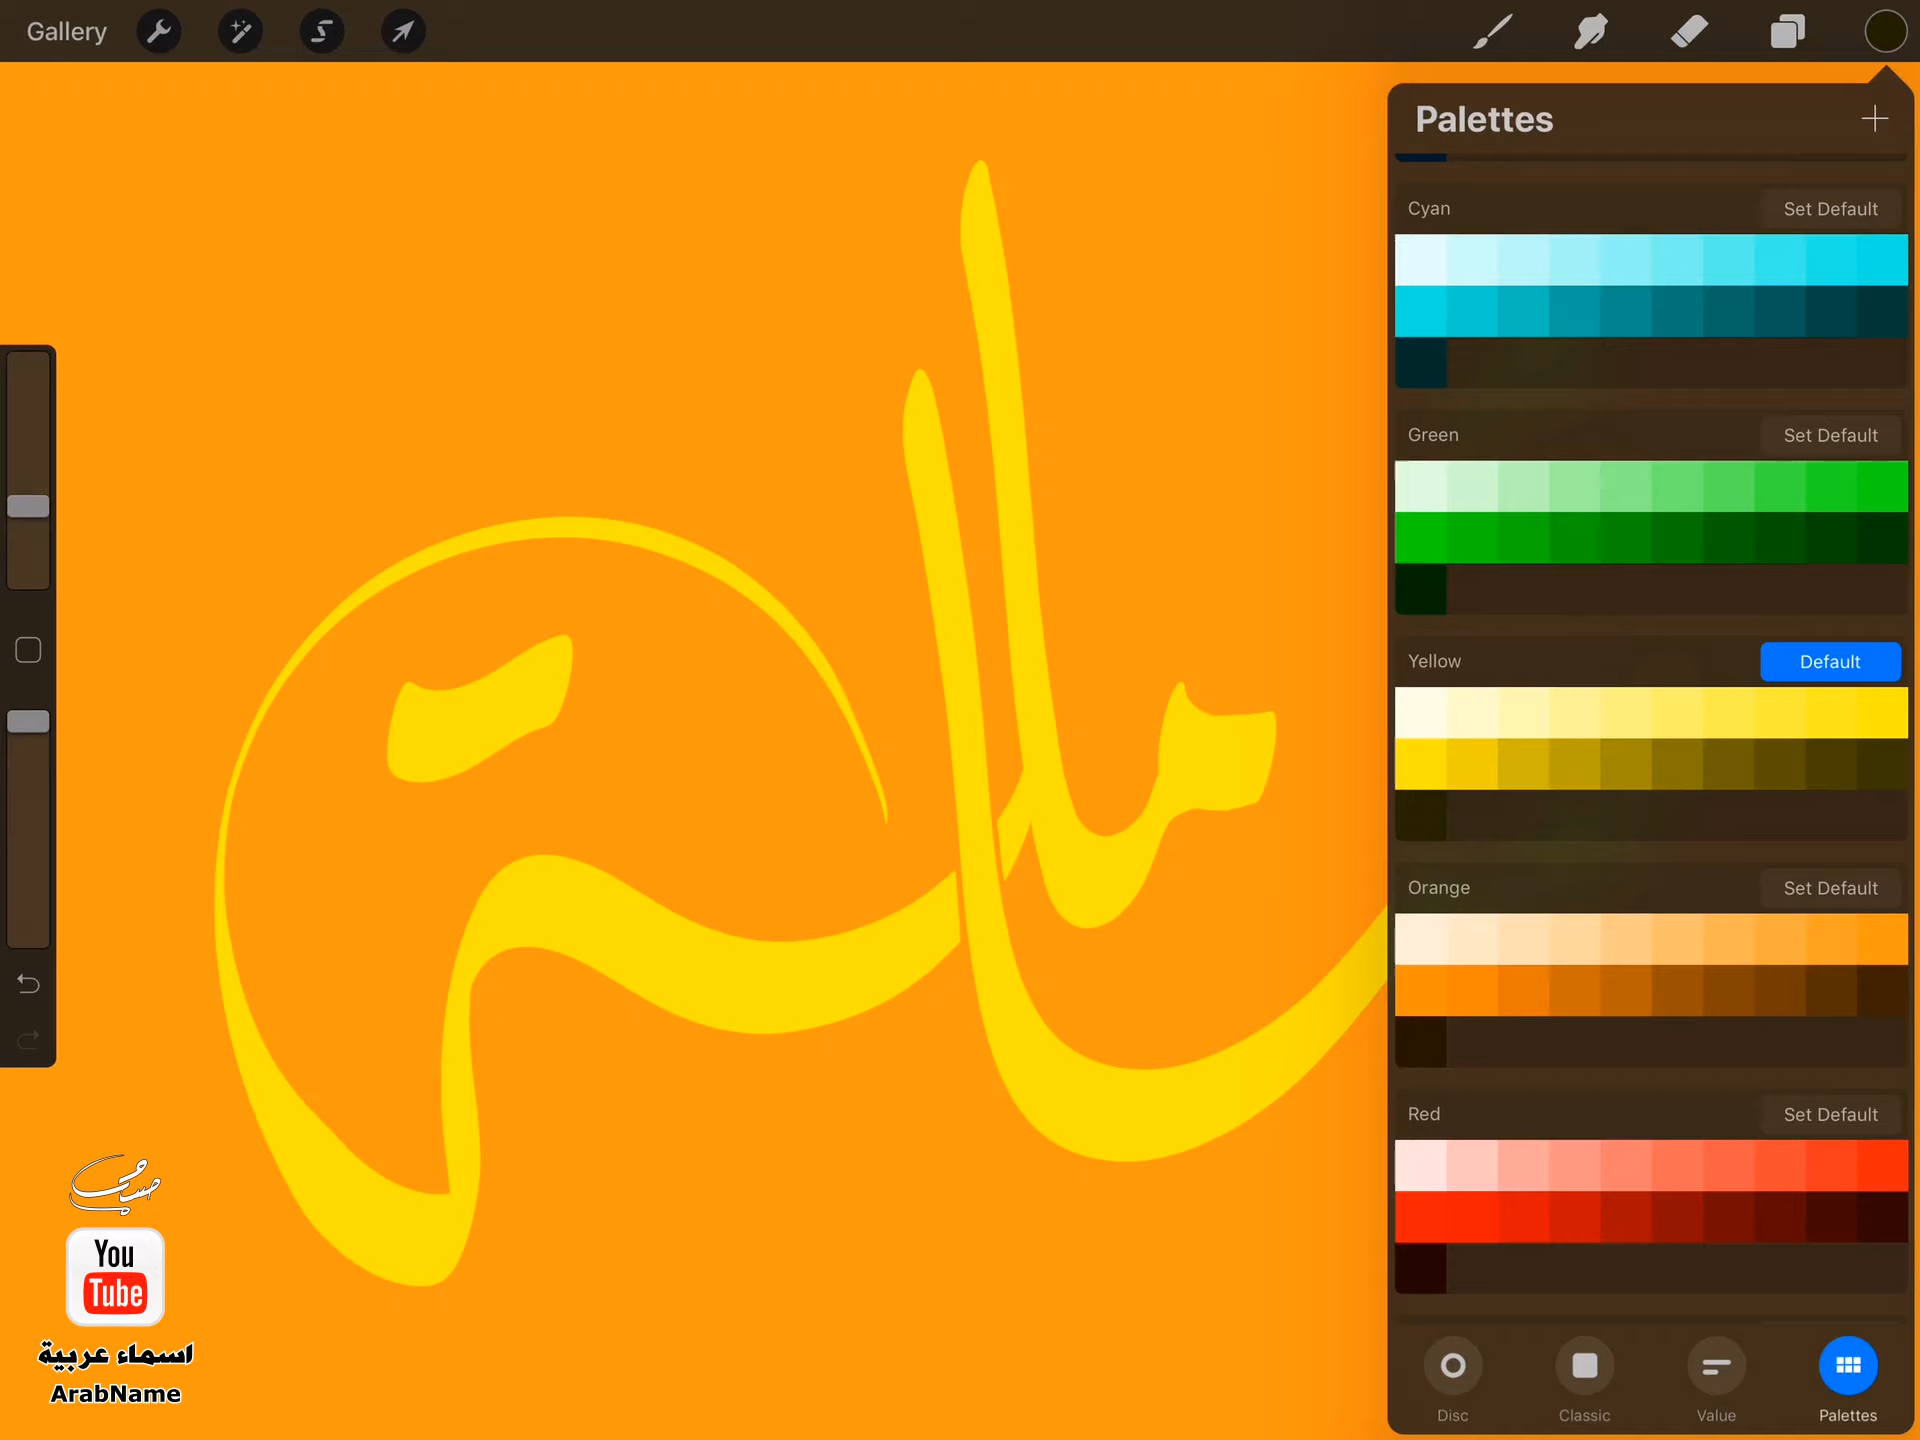 Gallery
Palettes
Cyan
Set Default
Green
Set Default
Yellow
Default
Orange
Set Default
Red
Set Default
Disc
Classic
Value
Palettes
You
Tube
اسماء عربية
ArabName